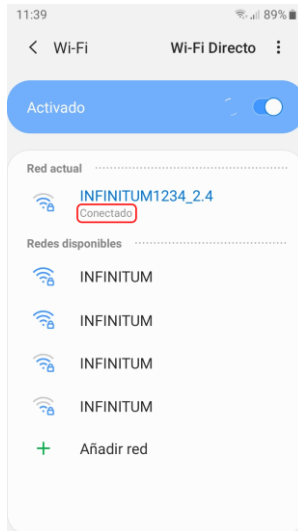 11:39 89%
Wi-Fi Wi-Fi Directo
Activado
Red actual
INFINITUM1234_2.4
Conectado
Redes disponibles
INFINITUM
INFINITUM
INFINITUM
INFINITUM
Añadir red